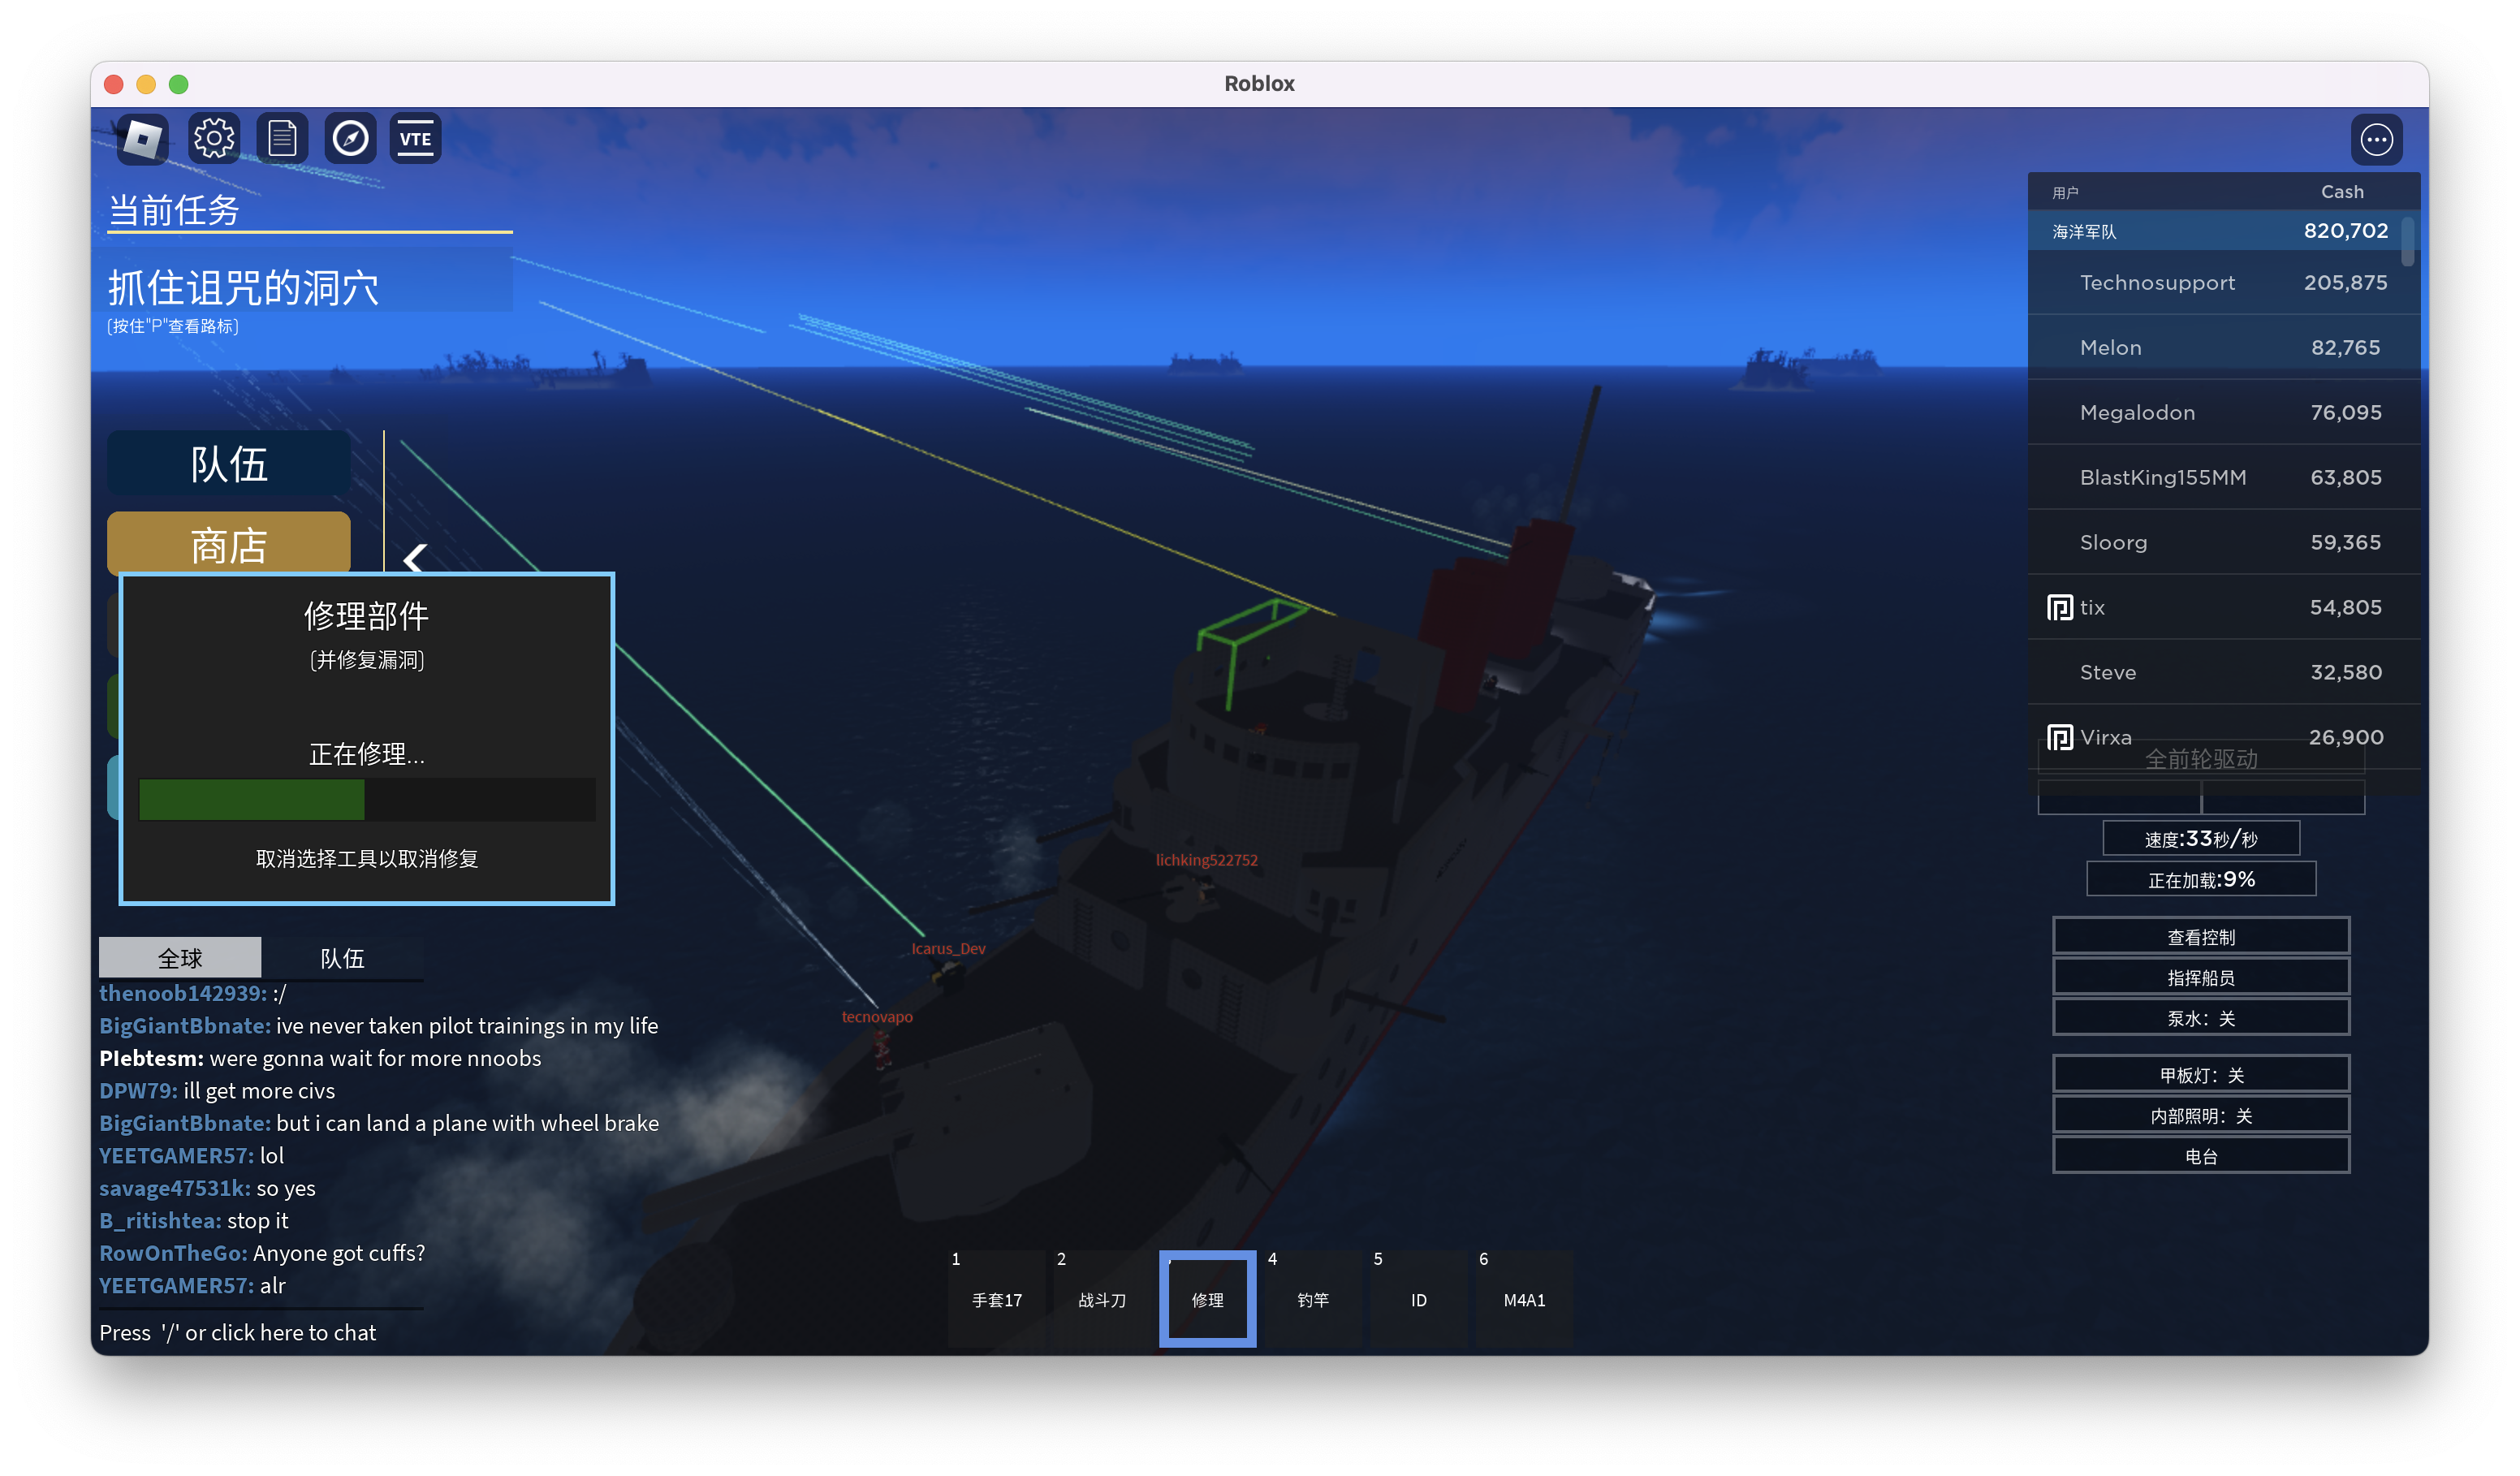 Roblox
VTE
当前任务
抓住诅咒的洞穴
(按住"P"查看路标)
队伍
商店
修理部件
(并修复漏洞)
正在修理...
取消选择工具以取消修复
全球
队伍
thenoob142939: :/
BigGiantBbnate: ive never taken pilot trainings in my life
PIebtesm: were gonna wait for more nnoobs
DPW79: ill get more civs
BigGiantBbnate: but i can land a plane with wheel brake
YEETGAMER57: lol
savage47531k: so yes
B_ritishtea: stop it
RowOnTheGo: Anyone got cuffs?
YEETGAMER57: alr
Press '/' or click here to chat
lichking522752
Icarus_Dev
tecnovapo
1
手套17
2
战斗刀
修理
4
钓竿
5
ID
6
M4A1
用户 Cash
海洋军队 820,702
Technosupport 205,875
Melon 82,765
Megalodon 76,095
BlastKing155MM 63,805
Sloorg 59,365
tix 54,805
Steve 32,580
Virxa 26,900
全前轮驱动
速度:33秒/秒
正在加载:9%
查看控制
指挥船员
泵水：关
甲板灯：关
内部照明：关
电台